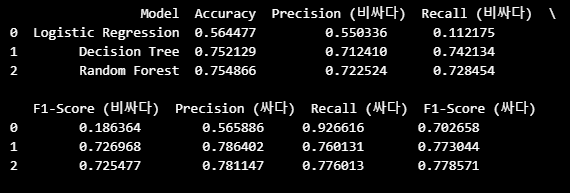 Model Accuracy Precision (비싸다) Recall (비싸다) \
0 Logistic Regression 0.564477 0.550336 0.112175
1 Decision Tree 0.752129 0.712410 0.742134
2 Random Forest 0.754866 0.722524 0.728454
F1-Score (비싸다) Precision (싸다) Recall (싸다) F1-Score (싸다)
0 0.186364 0.565886 0.926616 0.702658
1 0.726968 0.786402 0.760131 0.773044
2 0.725477 0.781147 0.776013 0.778571